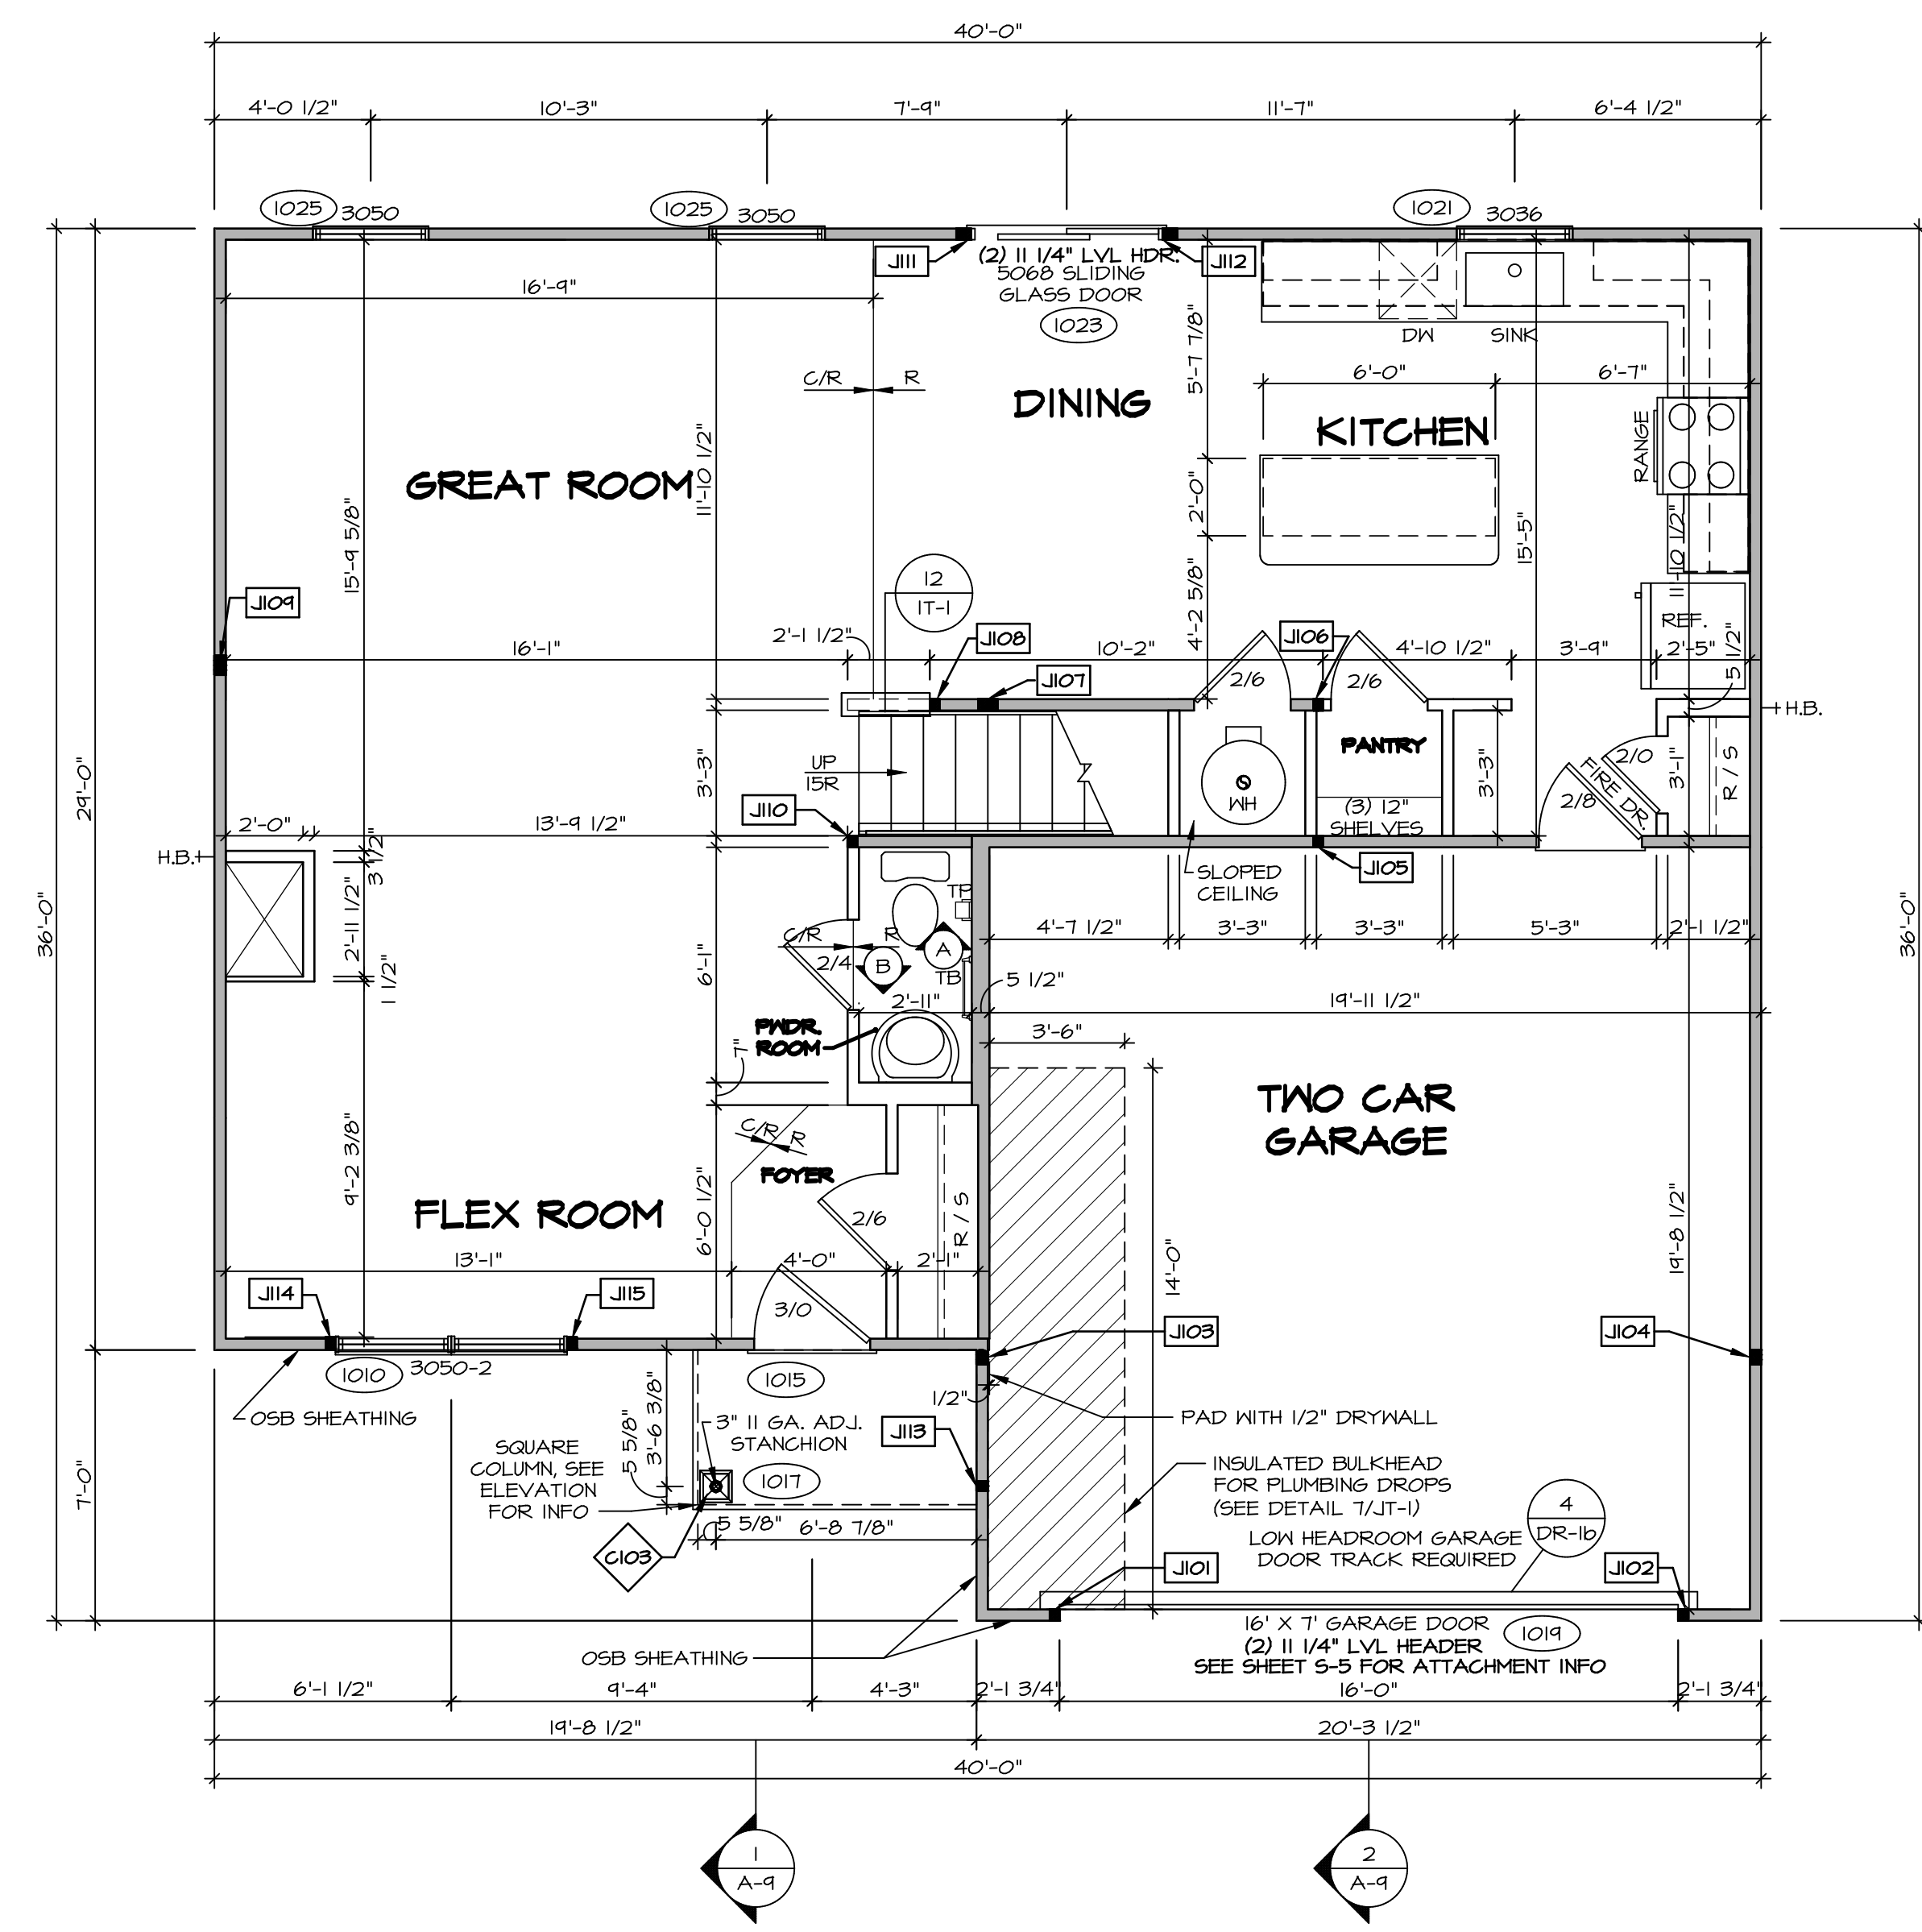 40'-0"
4'-0 1/2"
10'-3"
7'-9"
11'-7"
6'-4 1/2"
1025
3050
1025
3050
1021
3036
J111
(2) 11 1/4" LVL HDR.
J112
5068 SLIDING
GLASS DOOR
1023
16'-9"
DW
SINK
5'-7 7/8"
C/R
R
6'-0"
6'-7"
DINING
KITCHEN
RANGE
GREAT ROOM
11'-10 1/2"
15'-9 5/8"
2'-0"
15'-5"
11'-10 1/2"
12
1T-1
J109
4'-2 5/8"
REF.
2'-1 1/2"
J108
J106
16'-1"
10'-2"
4'-10 1/2"
3'-9"
2'-5"
5 1/2"
J107
2/6
2/6
H.B.
PANTRY
UP
15R
3'-3"
WH
3'-3"
2/0
FIRE DR.
2/8
3'-1"
R / S
29'-0"
J110
(3) 12"
SHELVES
2'-0"
13'-9 1/2"
3 1/2"
H.B.
SLOPED
CEILING
J105
TP
36'-0"
2'-11 1/2"
C/R
R
A
4'-7 1/2"
3'-3"
3'-3"
5'-3"
2'-1 1/2"
36'-0"
6'-1"
2/4
B
TB
1 1/2"
5 1/2"
2'-11"
19'-11 1/2"
PWDR.
ROOM
3'-6"
7"
TWO CAR
GARAGE
C/R
R
9'-2 3/8"
FOYER
FLEX ROOM
6'-0 1/2"
2/6
R / S
19'-8 1/2"
14'-0"
13'-1"
4'-0"
2'-1"
J114
J115
3/0
J103
J104
1010
3050-2
1015
1/2"
OSB SHEATHING
3'-6 3/8"
5 5/8"
3" 11 GA. ADJ.
STANCHION
J113
PAD WITH 1/2" DRYWALL
SQUARE
COLUMN, SEE
ELEVATION
FOR INFO
1017
INSULATED BULKHEAD
FOR PLUMBING DROPS
(SEE DETAIL 7/JT-1)
7'-0"
5 5/8"
6'-8 7/8"
4
DR-1b
LOW HEADROOM GARAGE
DOOR TRACK REQUIRED
C103
J101
J102
16' X 7' GARAGE DOOR
1019
(2) 11 1/4" LVL HEADER
SEE SHEET S-5 FOR ATTACHMENT INFO
OSB SHEATHING
6'-1 1/2"
9'-4"
4'-3"
2'-1 3/4"
16'-0"
2'-1 3/4"
19'-8 1/2"
20'-3 1/2"
40'-0"
1
A-9
2
A-9